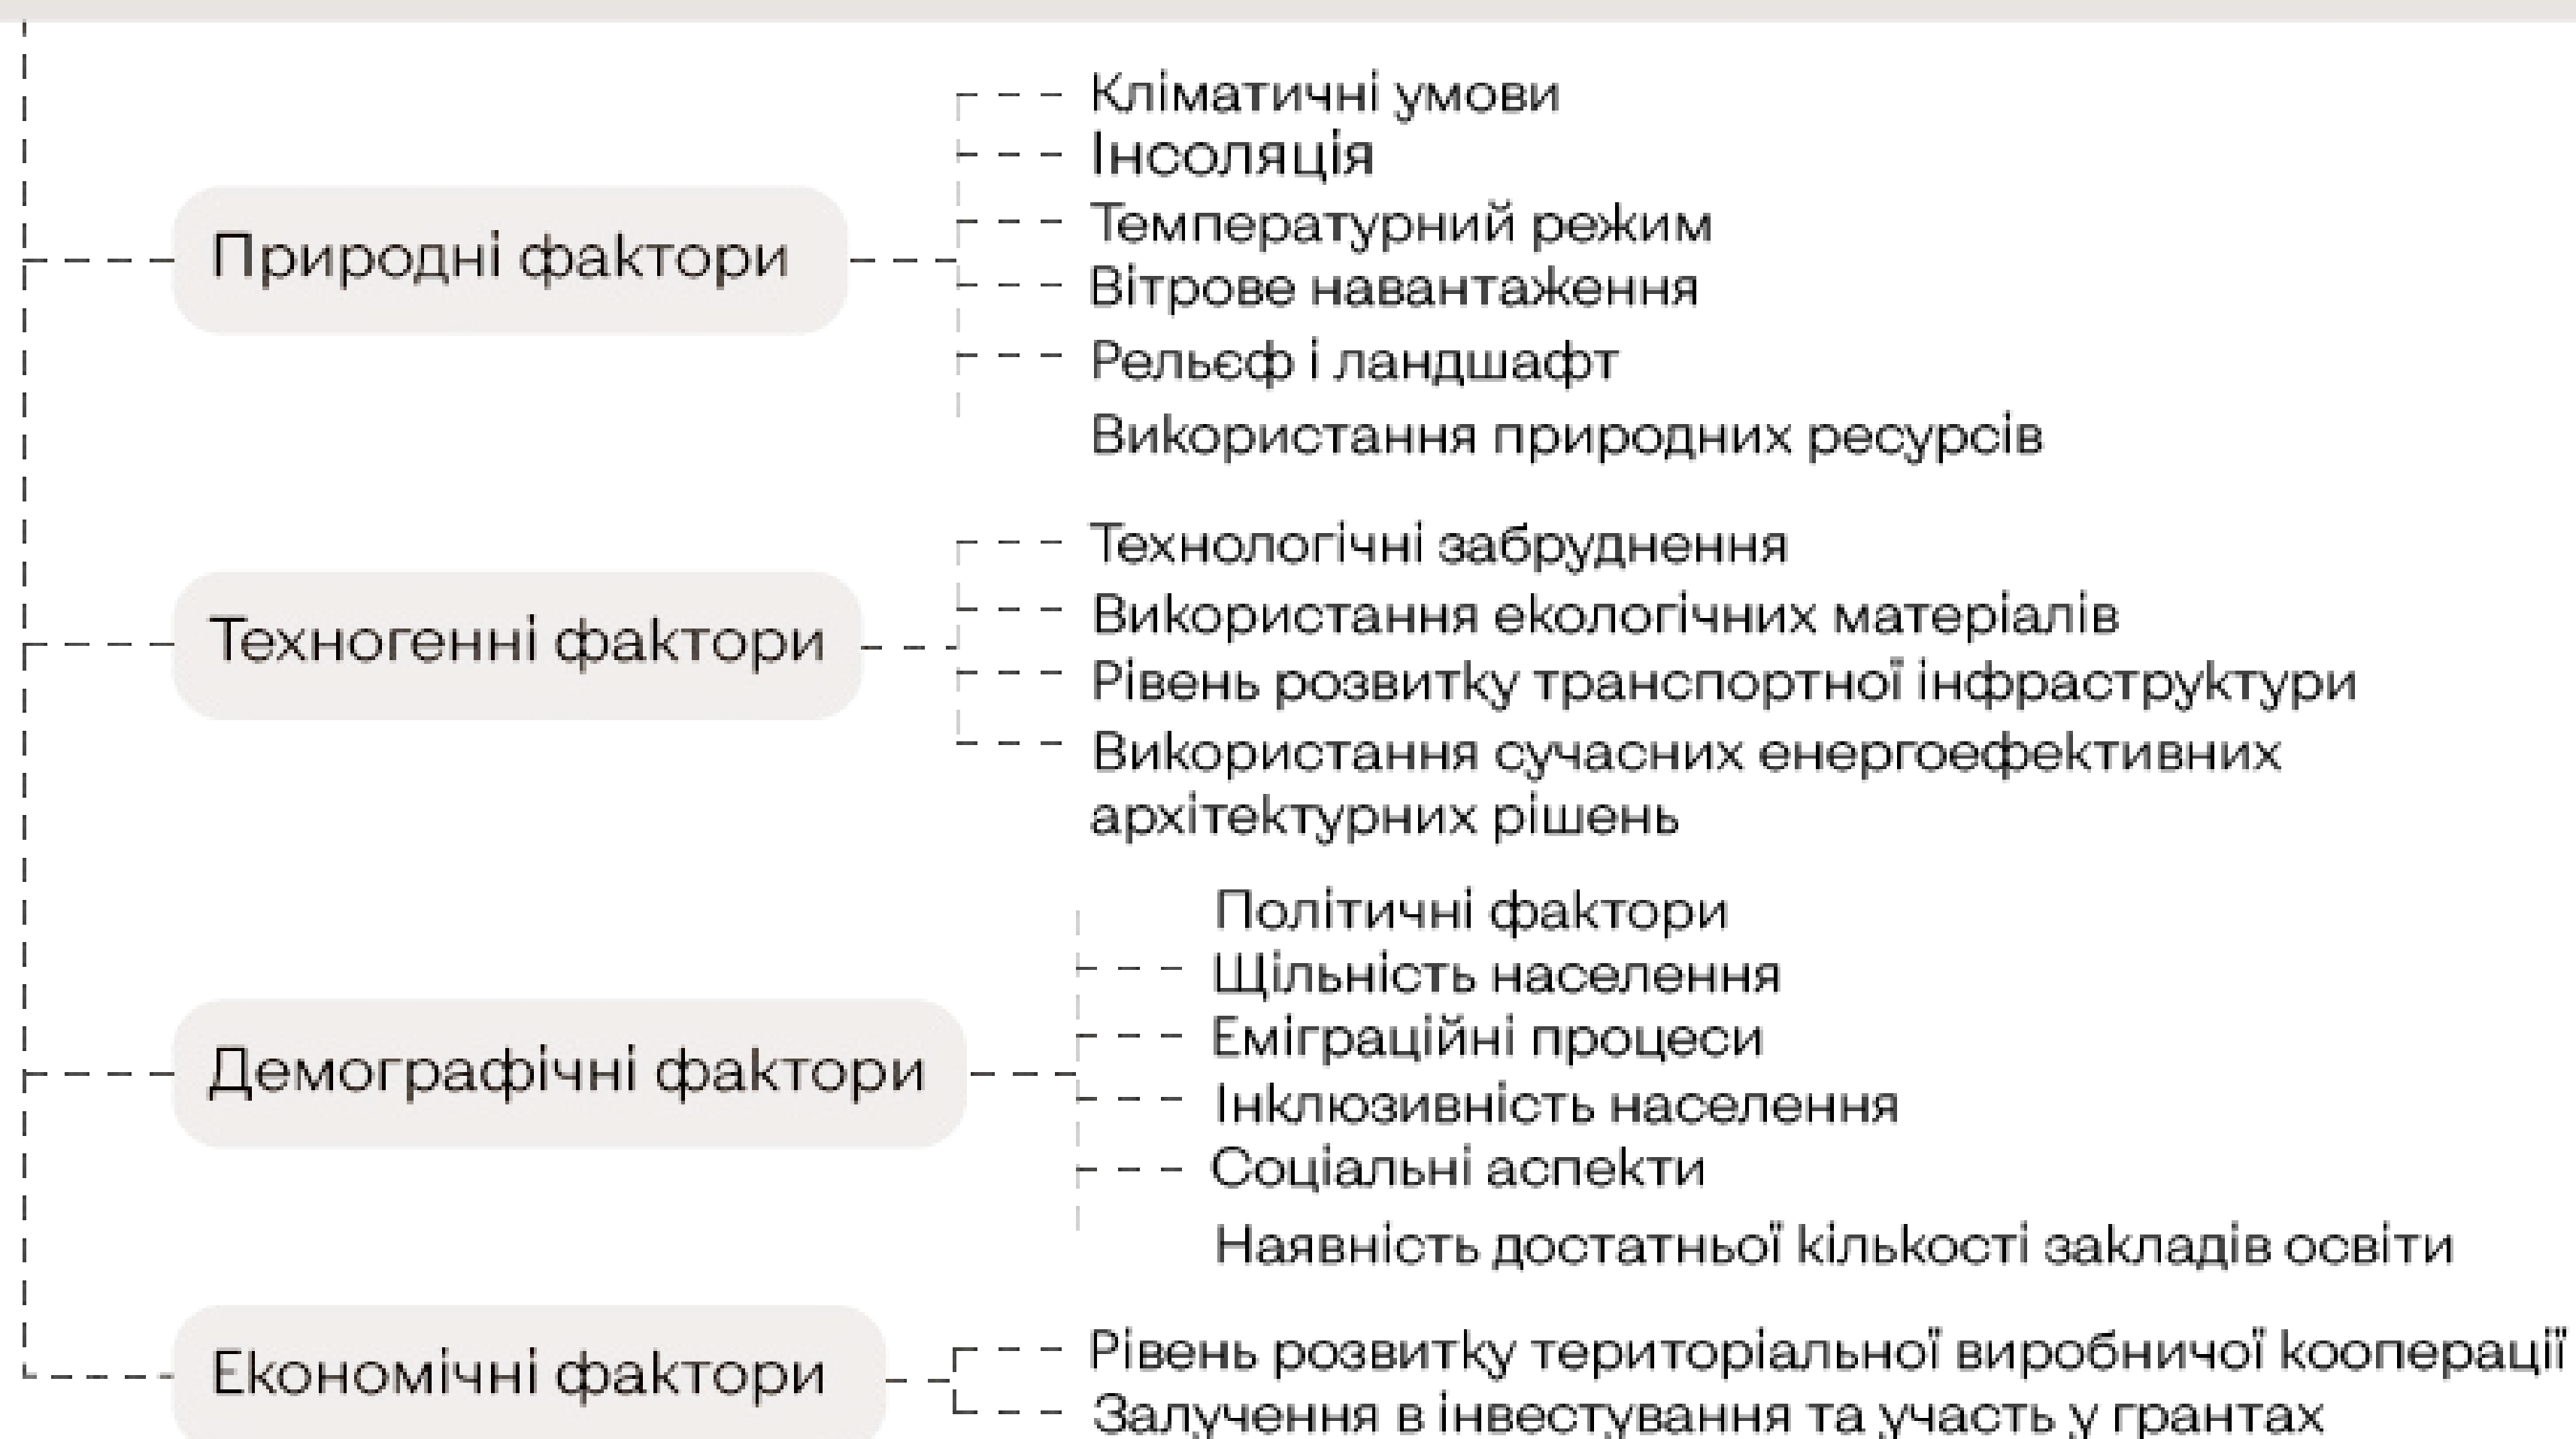 Природні фактори
Кліматичні умови
Інсоляція
Температурний режим
Вітрове навантаження
Рельєф і ландшафт
Використання природних ресурсів
Техногенні фактори
Технологічні забруднення
Використання екологічних матеріалів
Рівень розвитку транспортної інфраструктури
Використання сучасних енергоефективних
архітектурних рішень
Демографічні фактори
Політичні фактори
Щільність населення
Еміграційні процеси
Інклюзивність населення
Соціальні аспекти
Наявність достатньої кількості закладів освіти
Економічні фактори
Рівень розвитку територіальної виробничої кооперації
Залучення в інвестування та участь у грантах